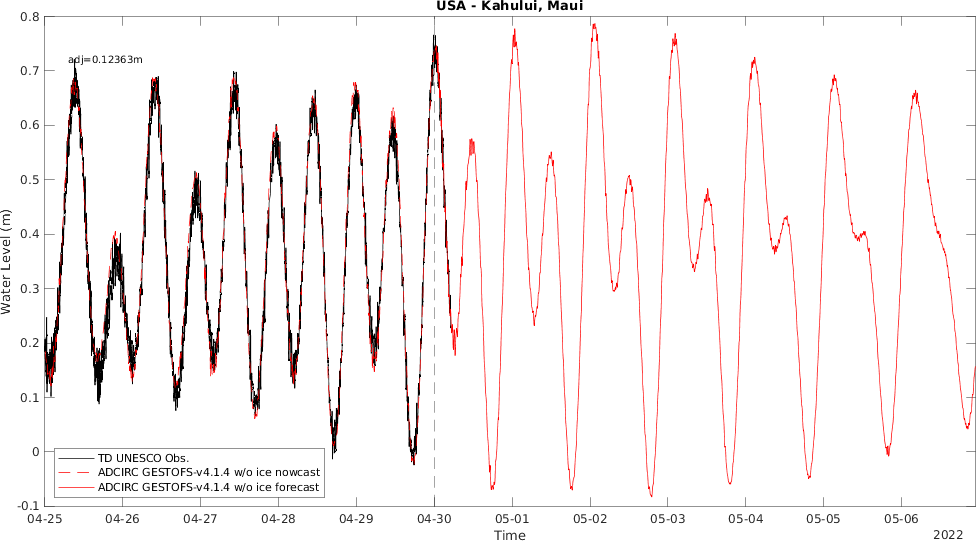 USA - Kahului, Maui
adj=0.12363m
0.8
0.7
0.6
0.5
0.4
0.3
0.2
0.1
0
-0.1
Water Level (m)
TD UNESCO Obs.
ADCIRC GESTOFS-v4.1.4 w/o ice nowcast
ADCIRC GESTOFS-v4.1.4 w/o ice forecast
04-25 04-26 04-27 04-28 04-29 04-30 05-01 05-02 05-03 05-04 05-05 05-06
Time
2022